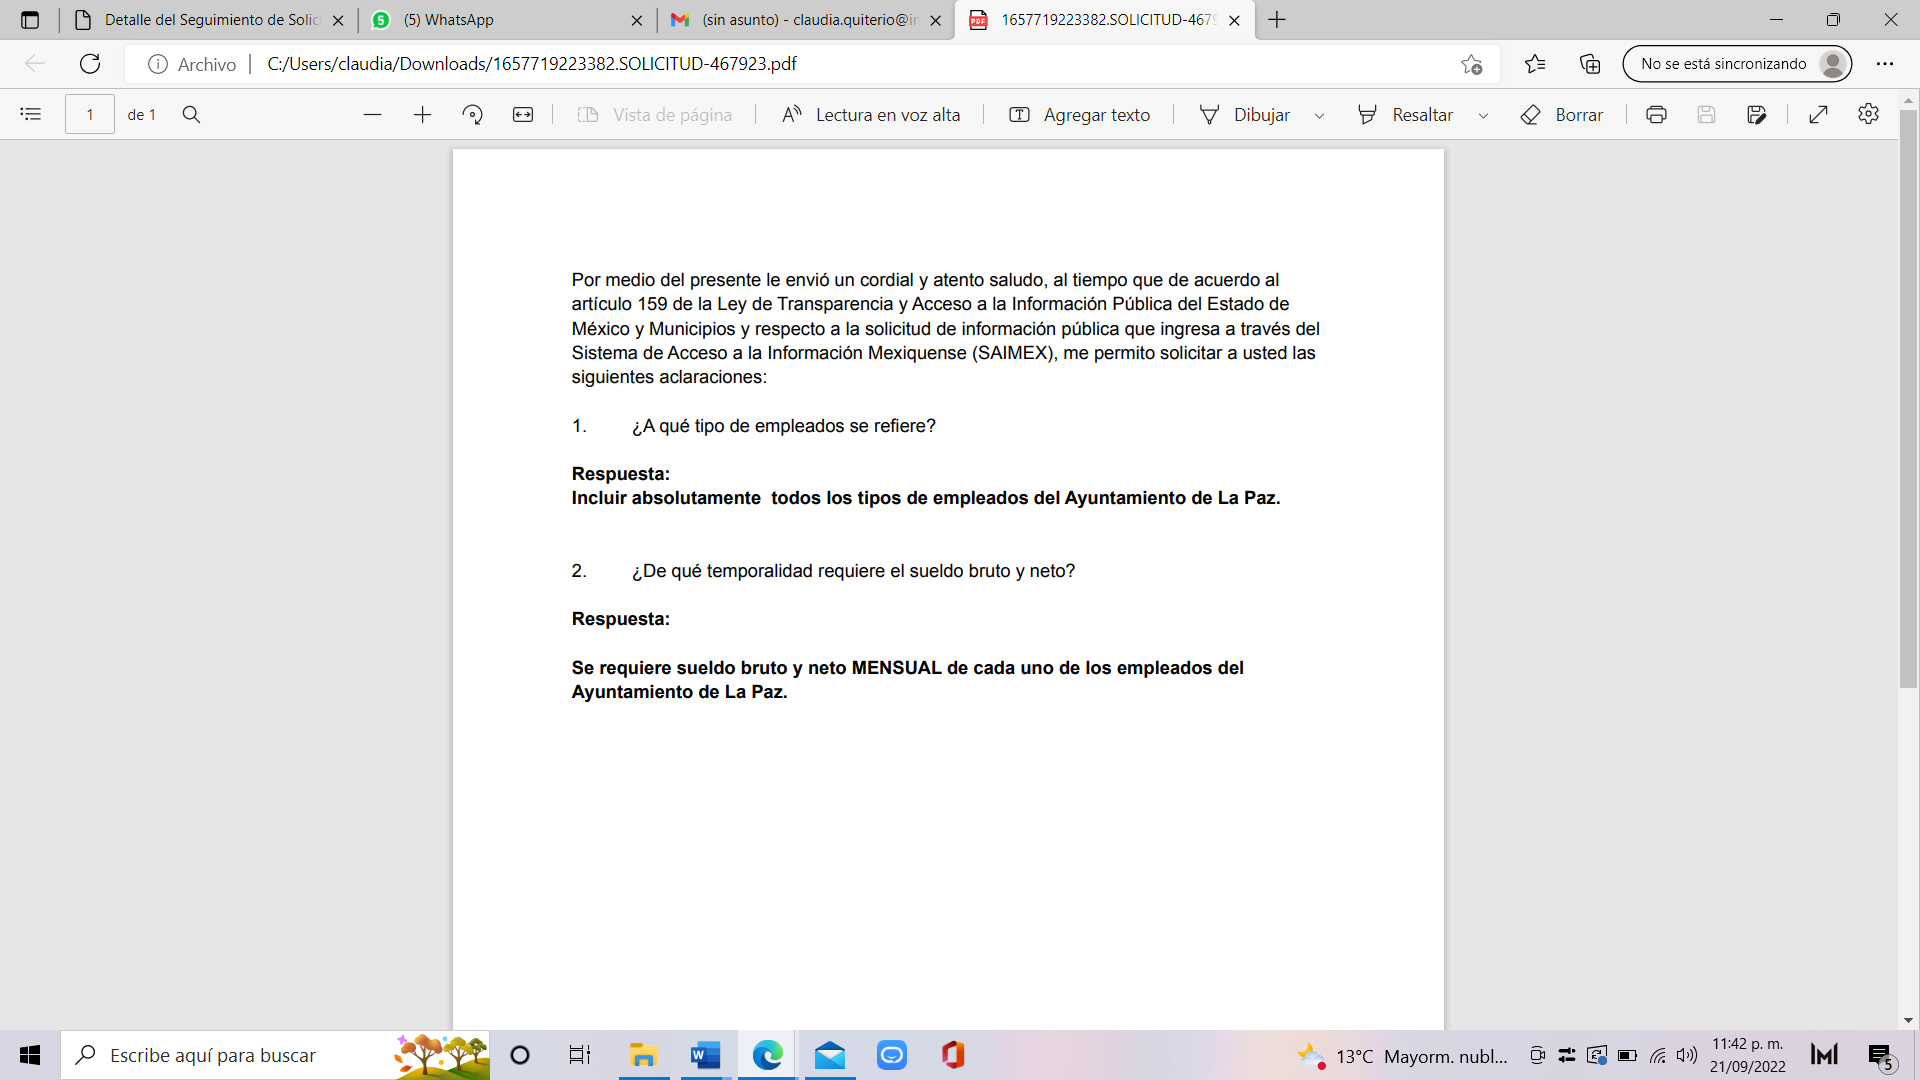 Detalle del Seguimiento de Solic
(5) WhatsApp
(sin asunto) - claudia.quiterio@in
1657719223382.SOLICITUD-4679
Archivo
C:/Users/claudia/Downloads/1657719223382.SOLICITUD-467923.pdf
No se está sincronizando
1 de 1
Vista de página
Lectura en voz alta
Agregar texto
Dibujar
Resaltar
Borrar
Por medio del presente le envió un cordial y atento saludo, al tiempo que de acuerdo al
artículo 159 de la Ley de Transparencia y Acceso a la Información Pública del Estado de
México y Municipios y respecto a la solicitud de información pública que ingresa a través del
Sistema de Acceso a la Información Mexiquense (SAIMEX), me permito solicitar a usted las
siguientes aclaraciones:
1. ¿A qué tipo de empleados se refiere?
Respuesta:
Incluir absolutamente  todos los tipos de empleados del Ayuntamiento de La Paz.
2. ¿De qué temporalidad requiere el sueldo bruto y neto?
Respuesta:
Se requiere sueldo bruto y neto MENSUAL de cada uno de los empleados del
Ayuntamiento de La Paz.
Escribe aquí para buscar
13°C Mayorm. nubl...
11:42 p. m.
21/09/2022
5